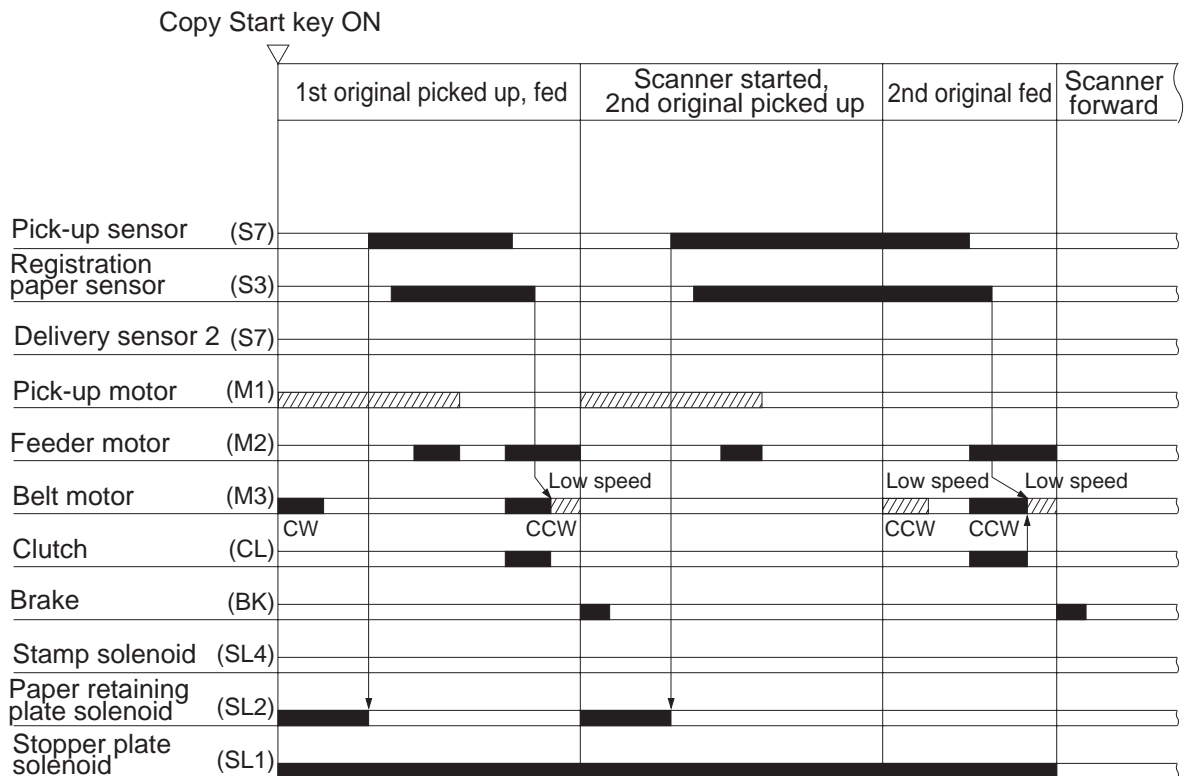 Copy Start key ON
1st original picked up, fed
Scanner started,
2nd original picked up
2nd original fed
Scanner
forward
Pick-up sensor (S7)
Registration
paper sensor (S3)
Delivery sensor 2 (S7)
Pick-up motor (M1)
Feeder motor (M2)
Low speed
Low speed
Low speed
Belt motor (M3)
CW
CCW
CCW
CCW
Clutch (CL)
Brake (BK)
Stamp solenoid (SL4)
Paper retaining
plate solenoid (SL2)
Stopper plate
solenoid (SL1)